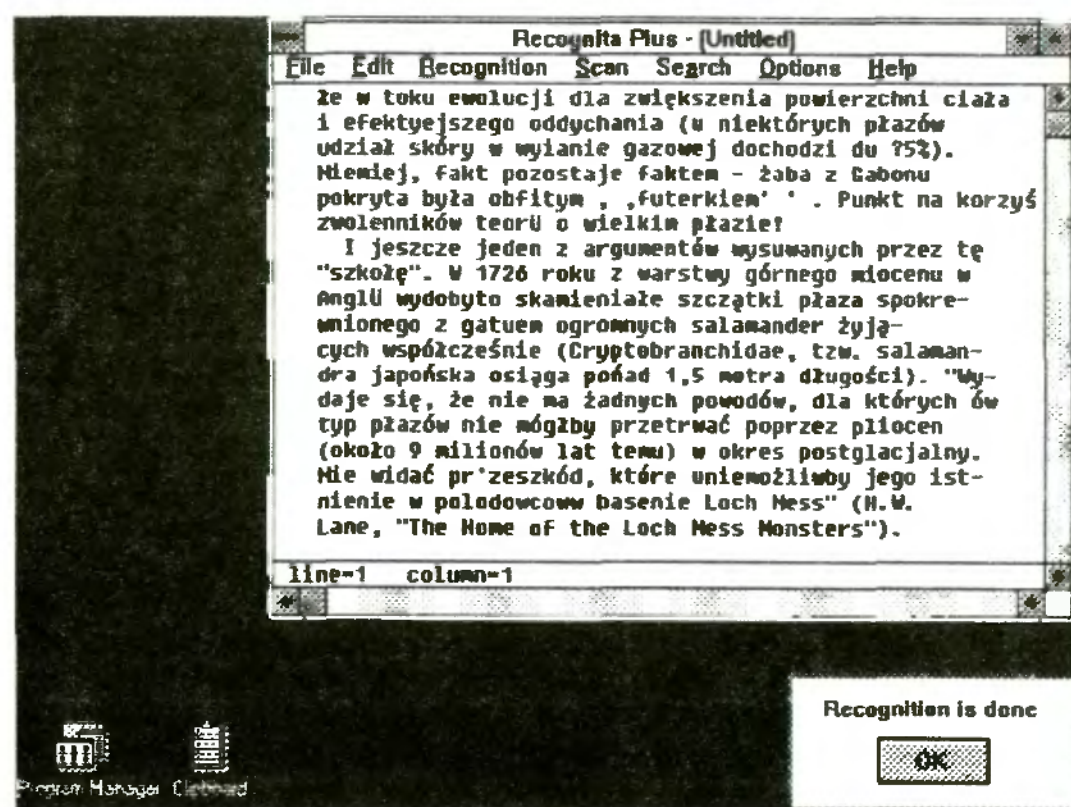 Recognita Plus - [Untitled]
File Edit Recognition Scan Search Options Help
że w toku ewolucji dla zwiększenia powierzchni ciała
i efektyejszego oddychania (w niektórych płazów
udział skóry w wyłanie gazowej dochodzi du ?5%).
Niemiej, fakt pozostaje faktem - żaba z Gabonu
pokryta była obfitym , ,futerkiem' ' . Punkt na korzyś
zwolenników teorU o wielkim płazie!
I jeszcze jeden z argumentów wysuwanych przez tę
"szkołę". W 1726 roku z warstwy górnego miocenu w
AnglU wydobyto skamieniałe szczątki płaza spokre-
wnionego z gatuem ogromnych salamander żyją-
cych współcześnie (Cryptobranchidae, tzw. salaman-
dra japońska osiąga pońad 1,5 metra długości). "Wy-
daje się, że nie ma żadnych powodów, dla których ów
typ płazów nie mógłby przetrwać poprzez pliocen
(około 9 milionów lat temu) w okres postglacjalny.
Nie widać pr'zeszkód, które uniemożliwby jego ist-
nienie w polodowcoww basenie Loch Ness" (H.W.
Lane, "The Home of the Loch Ness Monsters").
line=1 column=1
Recognition is done
OK
Program Manager Clipboard